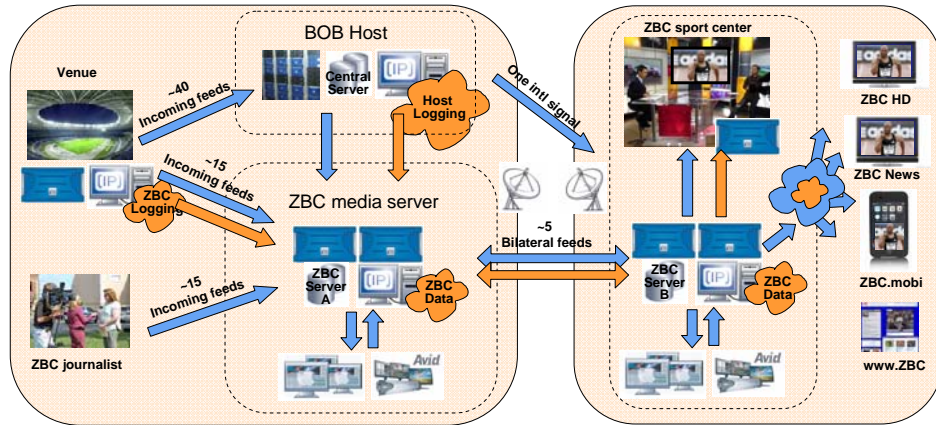 BOB Host
Venue
Central
Server
(IP)
Host
Logging
~40
Incoming feeds
One intl signal
ZBC sport center
ZBC HD
ZBC News
~15
Incoming feeds
(IP)
ZBC
Logging
ZBC media server
~5
Bilateral feeds
ZBC
Server
A
(IP)
ZBC
Data
ZBC
Server
B
(IP)
ZBC
Data
ZBC.mobi
~15
Incoming feeds
ZBC journalist
Avid
Avid
www.ZBC